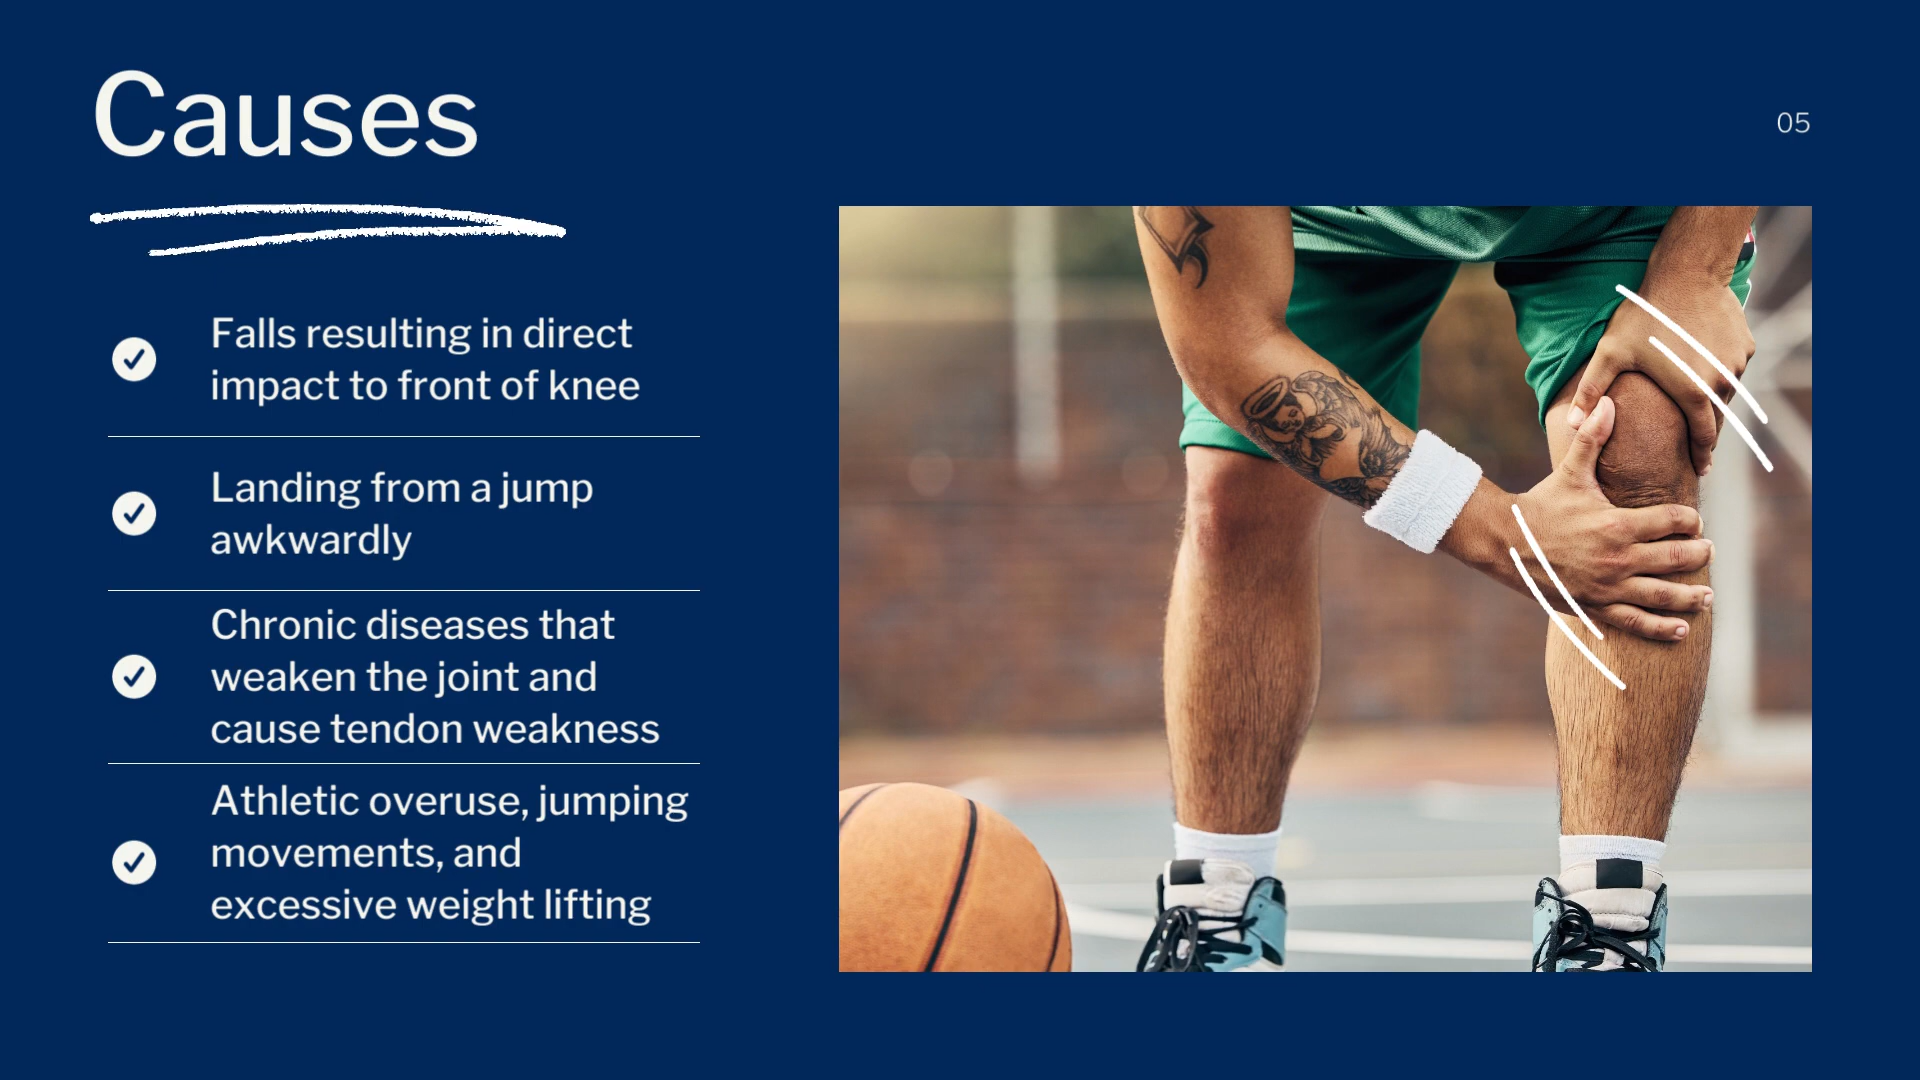 Causes
05
Falls resulting in direct
impact to front of knee
Landing from a jump
awkwardly
Chronic diseases that
weaken the joint and
cause tendon weakness
Athletic overuse, jumping
movements, and
excessive weight lifting